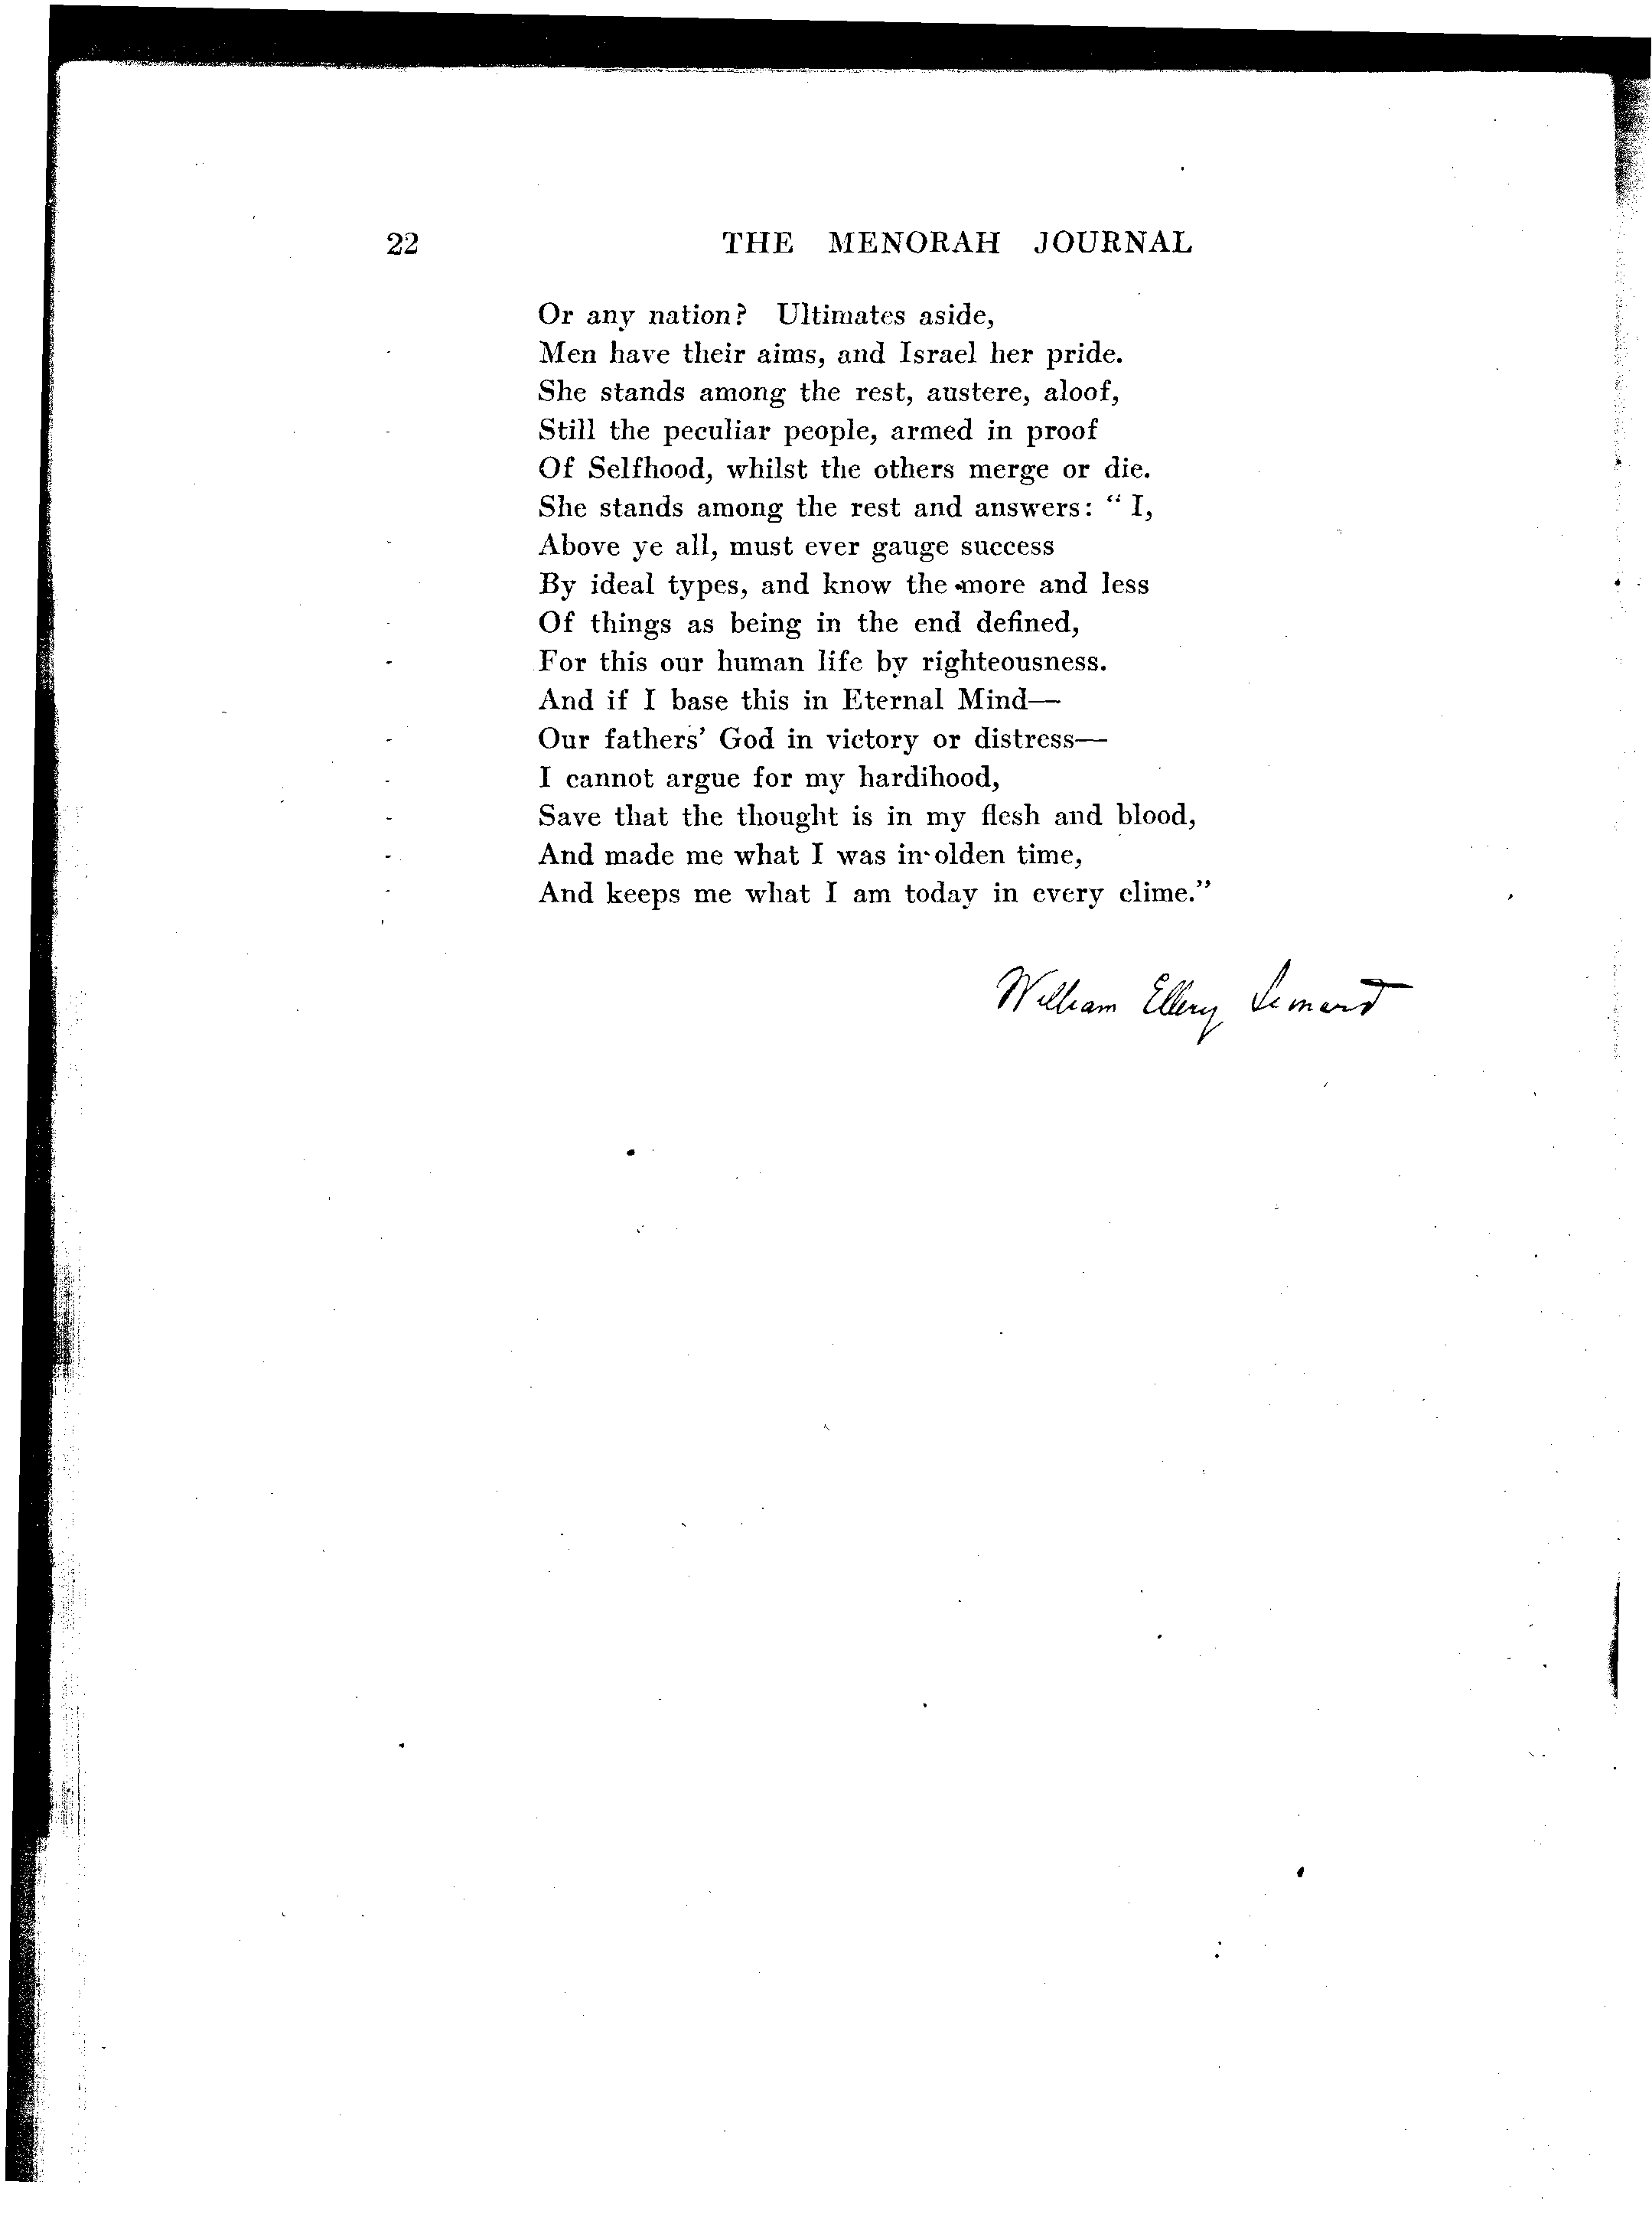 22 THE MENORAH JOURNAL
Or any nation? Ultimates aside,
Men have their aims, and Israel her pride.
She stands among the rest, austere, aloof,
Still the peculiar people, armed in proof
Of Selfhood, whilst the others merge or die.
She stands among the rest and answers: “ I,
Above ye all, must ever gauge success
By ideal types, and know the more and less
Of things as being in the end defined,
For this our human life by righteousness.
And if I base this in Eternal Mind—
Our fathers’ God in victory or distress—
I cannot argue for my hardihood,
Save that the thought is in my flesh and blood,
And made me what I was in olden time,
And keeps me what I am today in every clime.”
William Ellery Leonard